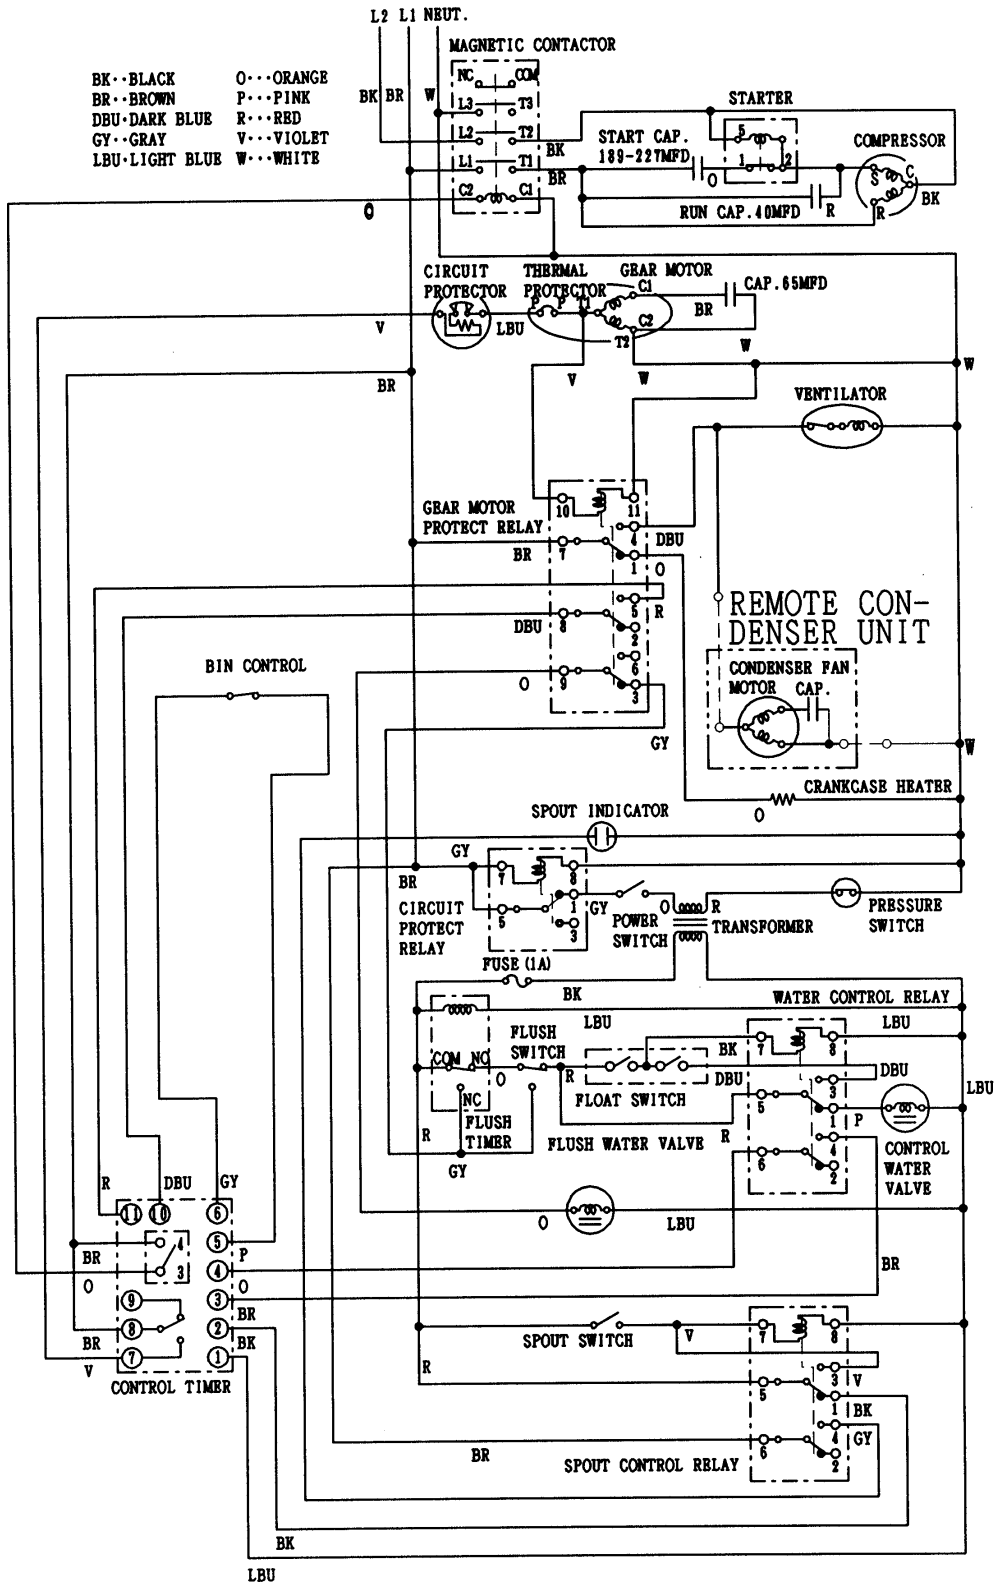 L2 L1 NEUT.
MAGNETIC CONTACTOR
BK··BLACK
O···ORANGE
BR··BROWN
P···PINK
DBU·DARK BLUE
R···RED
GY··GRAY
V···VIOLET
LBU·LIGHT BLUE
W···WHITE
BK
BR
W
NC
COM
L3
T3
L2
T2
L1
T1
C2
C1
BK
BR
O
START CAP.
189-227MFD
O
STARTER
5
1
2
COMPRESSOR
S
C
R
BK
RUN CAP.40MFD
R
CIRCUIT
PROTECTOR
V
LBU
THERMAL
PROTECTOR
P
P
T1
GEAR MOTOR
C1
C2
T2
CAP.65MFD
BR
W
V
W
W
BR
VENTILATOR
GEAR MOTOR
PROTECT RELAY
10
11
4
DBU
7
BR
1
O
5
R
8
DBU
2
6
9
O
3
GY
REMOTE CON-
DENSER UNIT
CONDENSER FAN
MOTOR
CAP.
W
BIN CONTROL
CRANKCASE HEATER
O
SPOUT INDICATOR
GY
BR
7
8
5
1
3
GY
CIRCUIT
PROTECT
RELAY
POWER
SWITCH
O
R
TRANSFORMER
PRESSURE
SWITCH
FUSE(1A)
BK
LBU
WATER CONTROL RELAY
LBU
COM
NO
NC
O
FLUSH
SWITCH
R
FLOAT SWITCH
BK
DBU
7
8
3
DBU
5
1
P
4
6
2
LBU
FLUSH
TIMER
R
GY
FLUSH WATER VALVE
R
CONTROL
WATER
VALVE
O
LBU
BR
R
DBU
GY
11
10
6
4
3
5
P
4
O
3
BR
2
BK
1
9
8
7
BR
O
BR
V
CONTROL TIMER
SPOUT SWITCH
V
7
8
3
V
R
5
1
BK
4
GY
6
2
BR
SPOUT CONTROL RELAY
BK
LBU